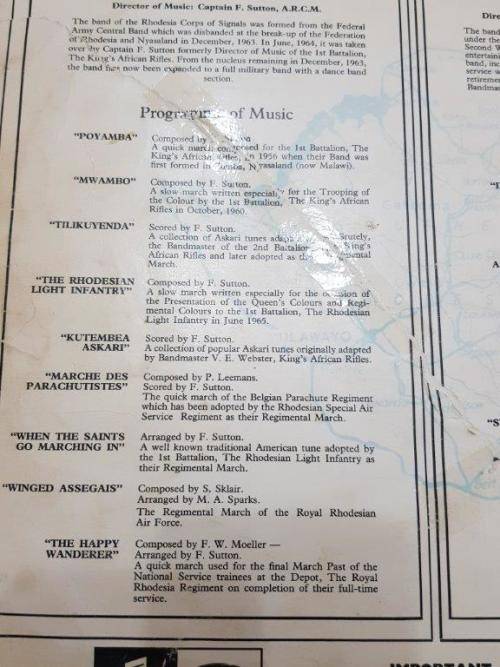 Director of Music: Captain F. Sutton, A.R.C.M.
The band of the Rhodesia Corps of Signals was formed from the Federal
Army Central Band which was disbanded at the break-up of the Federation
of Rhodesia and Nyasaland in December, 1963. In June, 1964, it was taken
over by Captain F. Sutton formerly Director of Music of the 1st Battalion,
The King's African Rifles. From the nucleus remaining in December, 1963,
the band has now been expanded to a full military band with a dance band
section.
Programme of Music
"POYAMBA"
Composed by
A quick march composed for the 1st Battalion, The
King's African Rifles, in 1956 when their Band was
first formed in Zomba, Nyasaland (now Malawi).
"MWAMBO"
Composed by F. Sutton.
A slow march written especially for the Trooping of
the Colour by the 1st Battalion, The King's African
Rifles in October, 1960.
"TILIKUYENDA"
Scored by F. Sutton.
A collection of Askari tunes
the Bandmaster of the 2nd Battalion King's
African Rifles and later adopted as
March.
"THE RHODESIAN
LIGHT INFANTRY"
Composed by F. Sutton.
A slow march written especially for the occasion of
the Presentation of the Queen's Colours and Regi-
mental Colours to the 1st Battalion, The Rhodesian
Light Infantry in June 1965.
"KUTEMBEA
ASKARI"
Scored by F. Sutton.
A collection of popular Askari tunes originally adapted
by Bandmaster V. E. Webster, King's African Rifles.
"MARCHE DES
PARACHUTISTES"
Composed by P. Leemans.
Scored by F. Sutton.
The quick march of the Belgian Parachute Regiment
which has been adopted by the Rhodesian Special Air
Service Regiment as their Regimental March.
"WHEN THE SAINTS
GO MARCHING IN"
Arranged by F. Sutton.
A well known traditional American tune adopted by
the 1st Battalion, The Rhodesian Light Infantry as
their Regimental March.
"WINGED ASSEGAIS"
Composed by S. Sklair.
Arranged by M. A. Sparks.
The Regimental March of the Royal Rhodesian
Air Force.
"THE HAPPY
WANDERER"
Composed by F. W. Moeller —
Arranged by F. Sutton.
A quick march used for the final March Past of the
National Service trainees at the Depot, The Royal
Rhodesia Regiment on completion of their full-time
service.
The band
under the
Second
band,
service